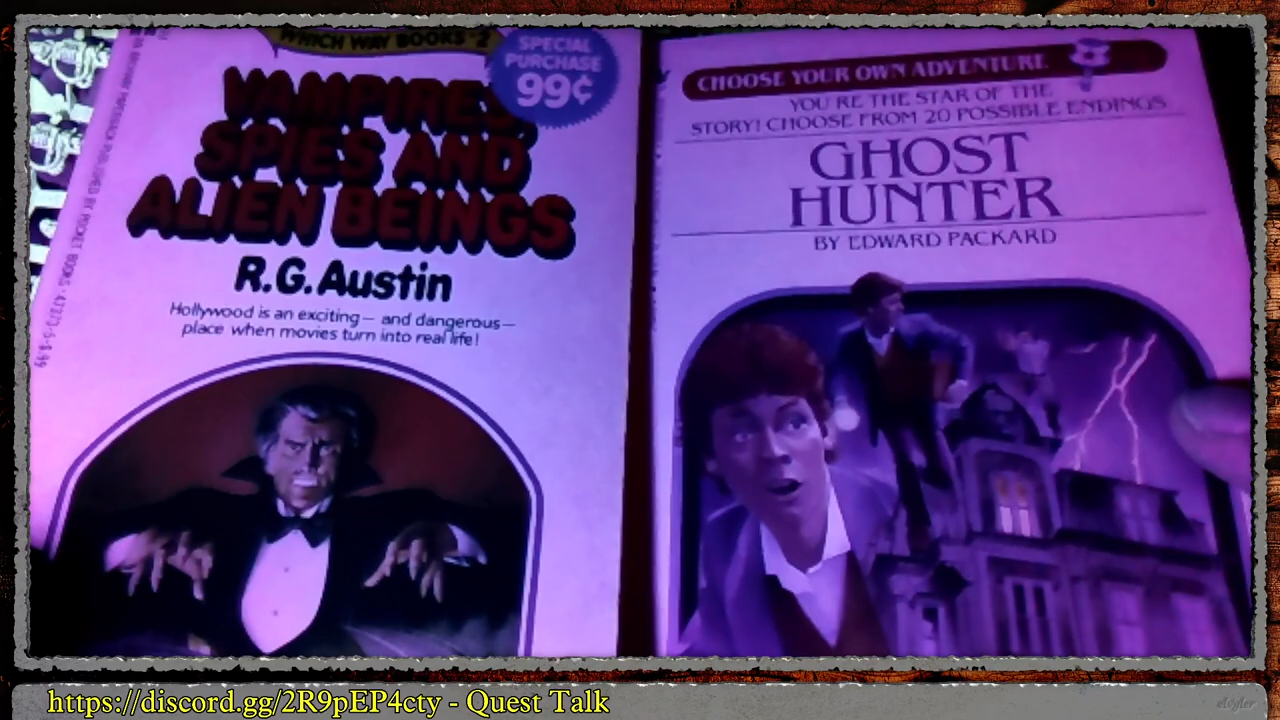 WHICH WAY BOOKS 2
SPECIAL
PURCHASE
99¢
VAMPIRES,
SPIES AND
ALIEN BEINGS
R.G. Austin
Hollywood is an exciting— and dangerous—
place when movies turn into real life!
CHOOSE YOUR OWN ADVENTURE
YOU'RE THE STAR OF THE
STORY! CHOOSE FROM 20 POSSIBLE ENDINGS
GHOST
HUNTER
BY EDWARD PACKARD
https://discord.gg/2R9pEP4cty - Quest Talk